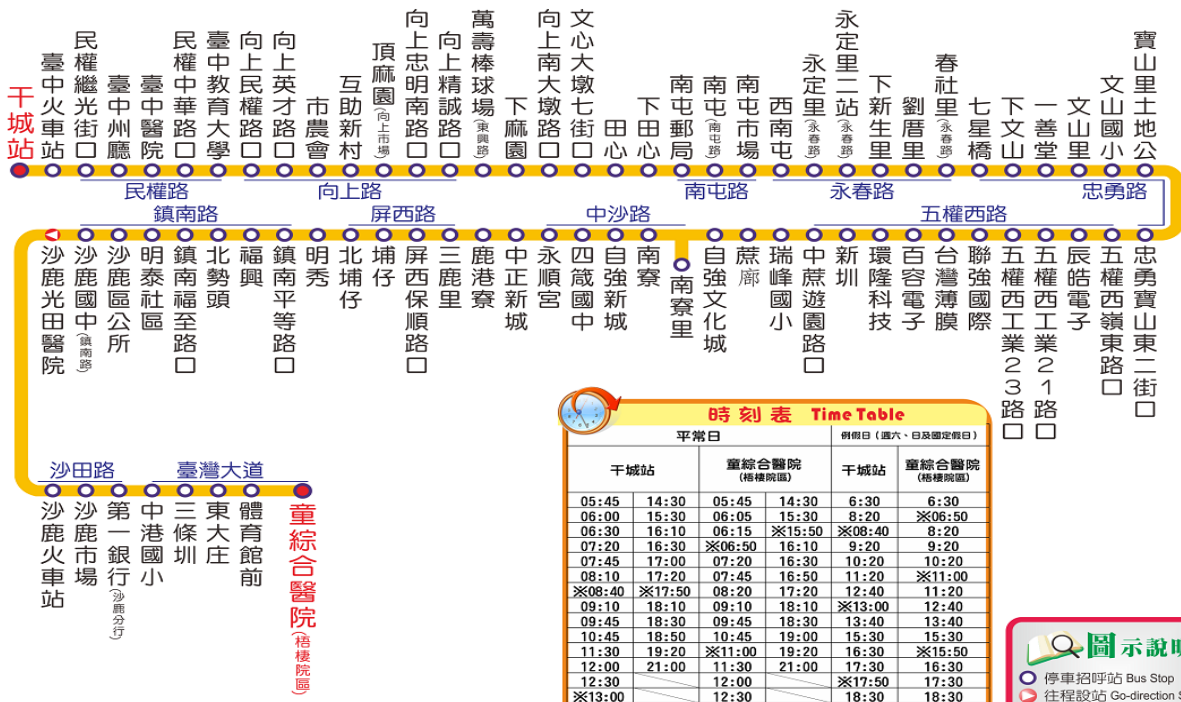 干城站
臺中火車站
民權繼光街口
臺中州廳
臺中醫院
民權中華路口
臺中教育大學
向上民權路口
向上英才路口
市農會
互助新村
頂麻園(向上市場)
向上忠明南路口
向上精誠路口
萬壽棒球場(東興路)
下麻園
向上南大墩路口
文心大墩七街口
田心
下田心
南屯郵局
南屯(南屯路)
南屯市場
西南屯
永定里(永春路)
永定里二站(永春路)
下新生里
劉厝里
春社里(永春路)
七星橋
下文山
一善堂
文山里
文山國小
寶山里土地公
民權路
向上路
南屯路
永春路
忠勇路
鎮南路
屏西路
中沙路
五權西路
沙鹿光田醫院
沙鹿國中(鎮南路)
沙鹿區公所
明泰社區
鎮南福至路口
北勢頭
福興
鎮南平等路口
明秀
北埔仔
埔仔
屏西保順路口
三鹿里
鹿港寮
中正新城
永順宮
四箴國中
自強新城
南寮
南寮里
自強文化城
蔗廍
瑞峰國小
中蔗遊園路口
新圳
環隆科技
百容電子
台灣薄膜
聯強國際
五權西工業23路口
五權西工業21路口
辰皓電子
五權西嶺東路口
忠勇寶山東二街口
沙田路
臺灣大道
沙鹿火車站
沙鹿市場
第一銀行(沙鹿分行)
中港國小
三條圳
東大庄
體育館前
童綜合醫院(梧棲院區)
時刻表 Time Table
平常日 例假日(週六、日及國定假日)
干城站 童綜合醫院(梧棲院區) 干城站 童綜合醫院(梧棲院區)
05:45 14:30 05:45 14:30 6:30 6:30
06:00 15:30 06:05 15:30 8:20 ※06:50
06:30 16:10 06:15 ※15:50 ※08:40 8:20
07:20 16:30 ※06:50 16:10 9:20 9:20
07:45 17:00 07:20 16:30 10:20 10:20
08:10 17:20 07:45 16:50 11:20 ※11:00
※08:40 ※17:50 08:20 17:20 12:40 11:20
09:10 18:10 09:10 18:10 ※13:00 12:40
09:45 18:30 09:45 18:30 13:40 13:40
10:45 18:50 10:45 19:00 15:30 15:30
11:30 19:20 ※11:00 19:20 16:30 ※15:50
12:00 21:00 11:30 21:00 17:30 16:30
12:30 12:00 ※17:50 17:30
※13:00 12:30 18:30 18:30
圖示說明
停車招呼站 Bus Stop
往程設站 Go-direction S